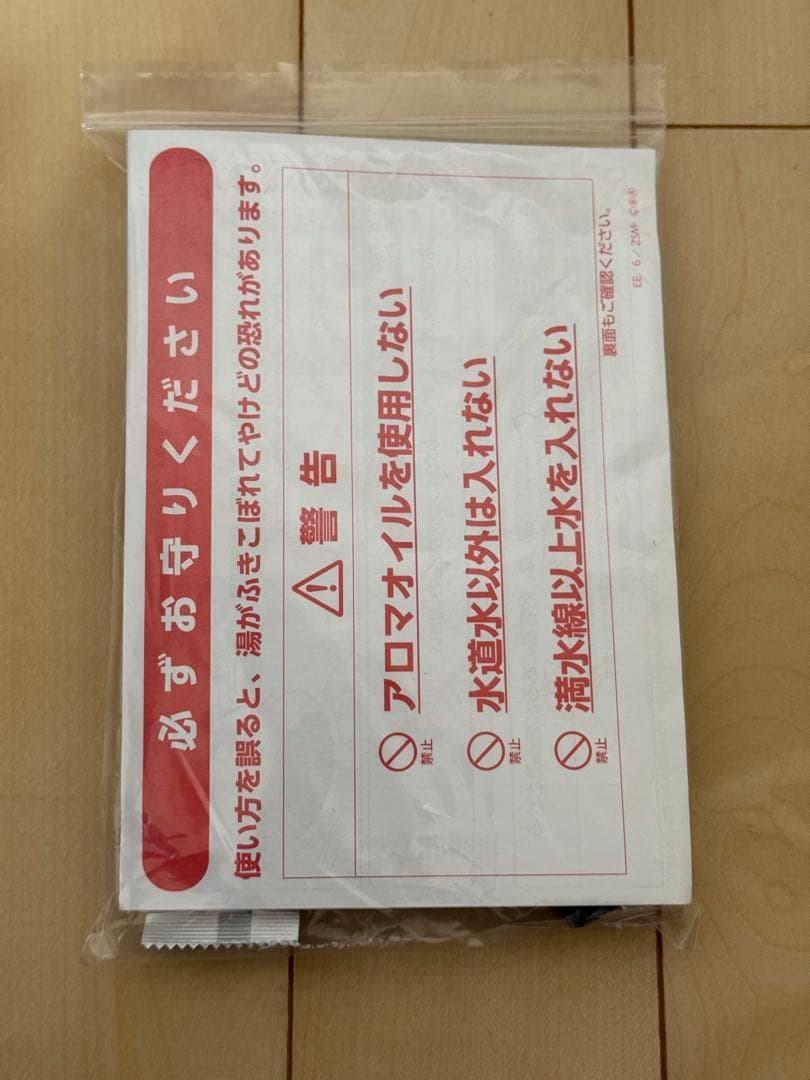 必ずお守りください
使い方を誤ると、湯がふきこぼれてやけどの恐れがあります。
警告
禁止 アロマオイルを使用しない
禁止 水道水以外は入れない
禁止 満水線以上水を入れない
裏面もご確認ください。
EE 6/ZSM-